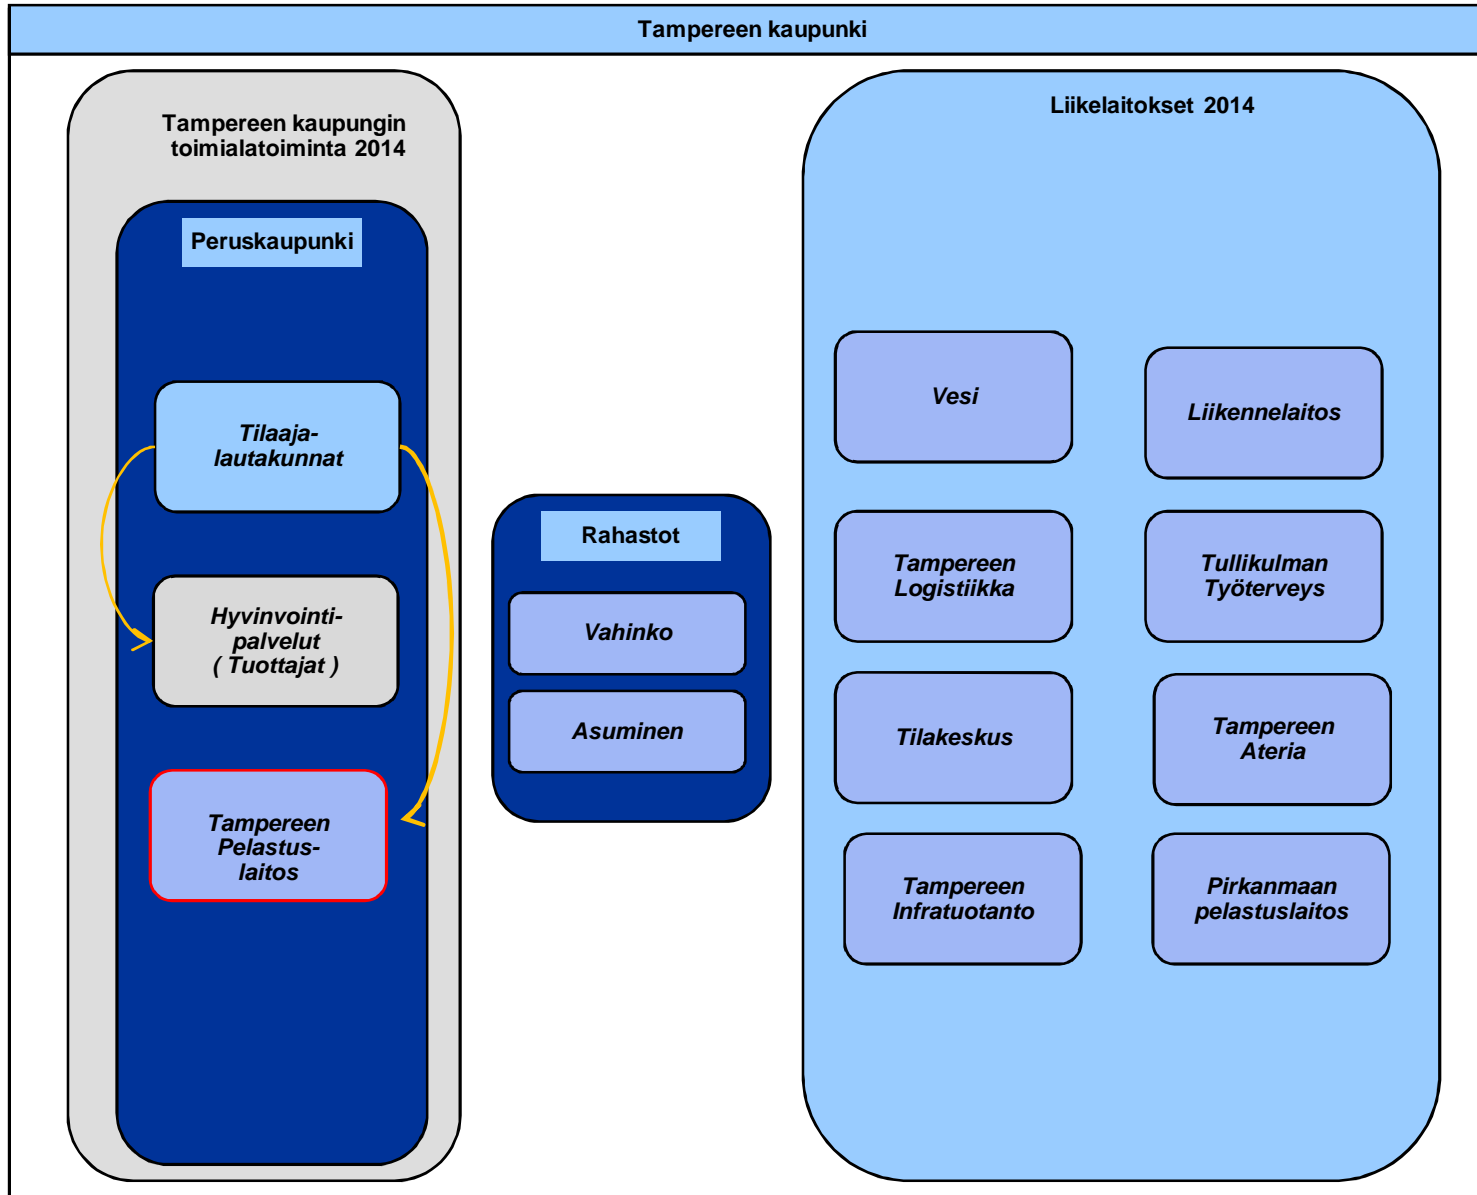 Tampereen kaupunki
Tampereen kaupungin
toimialatoiminta 2014
Peruskaupunki
Tilaaja-
lautakunnat
Hyvinvointi-
palvelut
( Tuottajat )
Tampereen
Pelastus-
laitos
Rahastot
Vahinko
Asuminen
Liikelaitokset 2014
Vesi
Liikennelaitos
Tampereen
Logistiikka
Tullikulman
Työterveys
Tilakeskus
Tampereen
Ateria
Tampereen
Infratuotanto
Pirkanmaan
pelastuslaitos